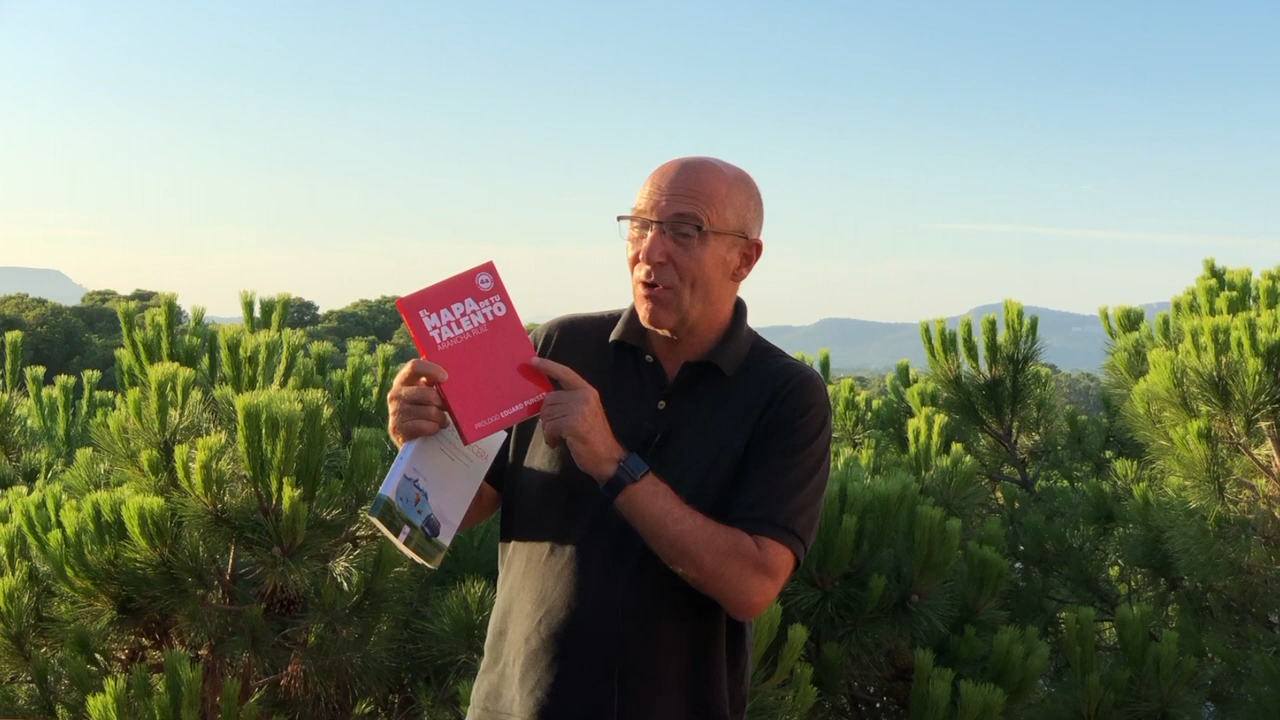 EL
MAPA
DE TU
TALENTO
ARANCHA RUIZ
PRÓLOGO EDUARD PUNSET